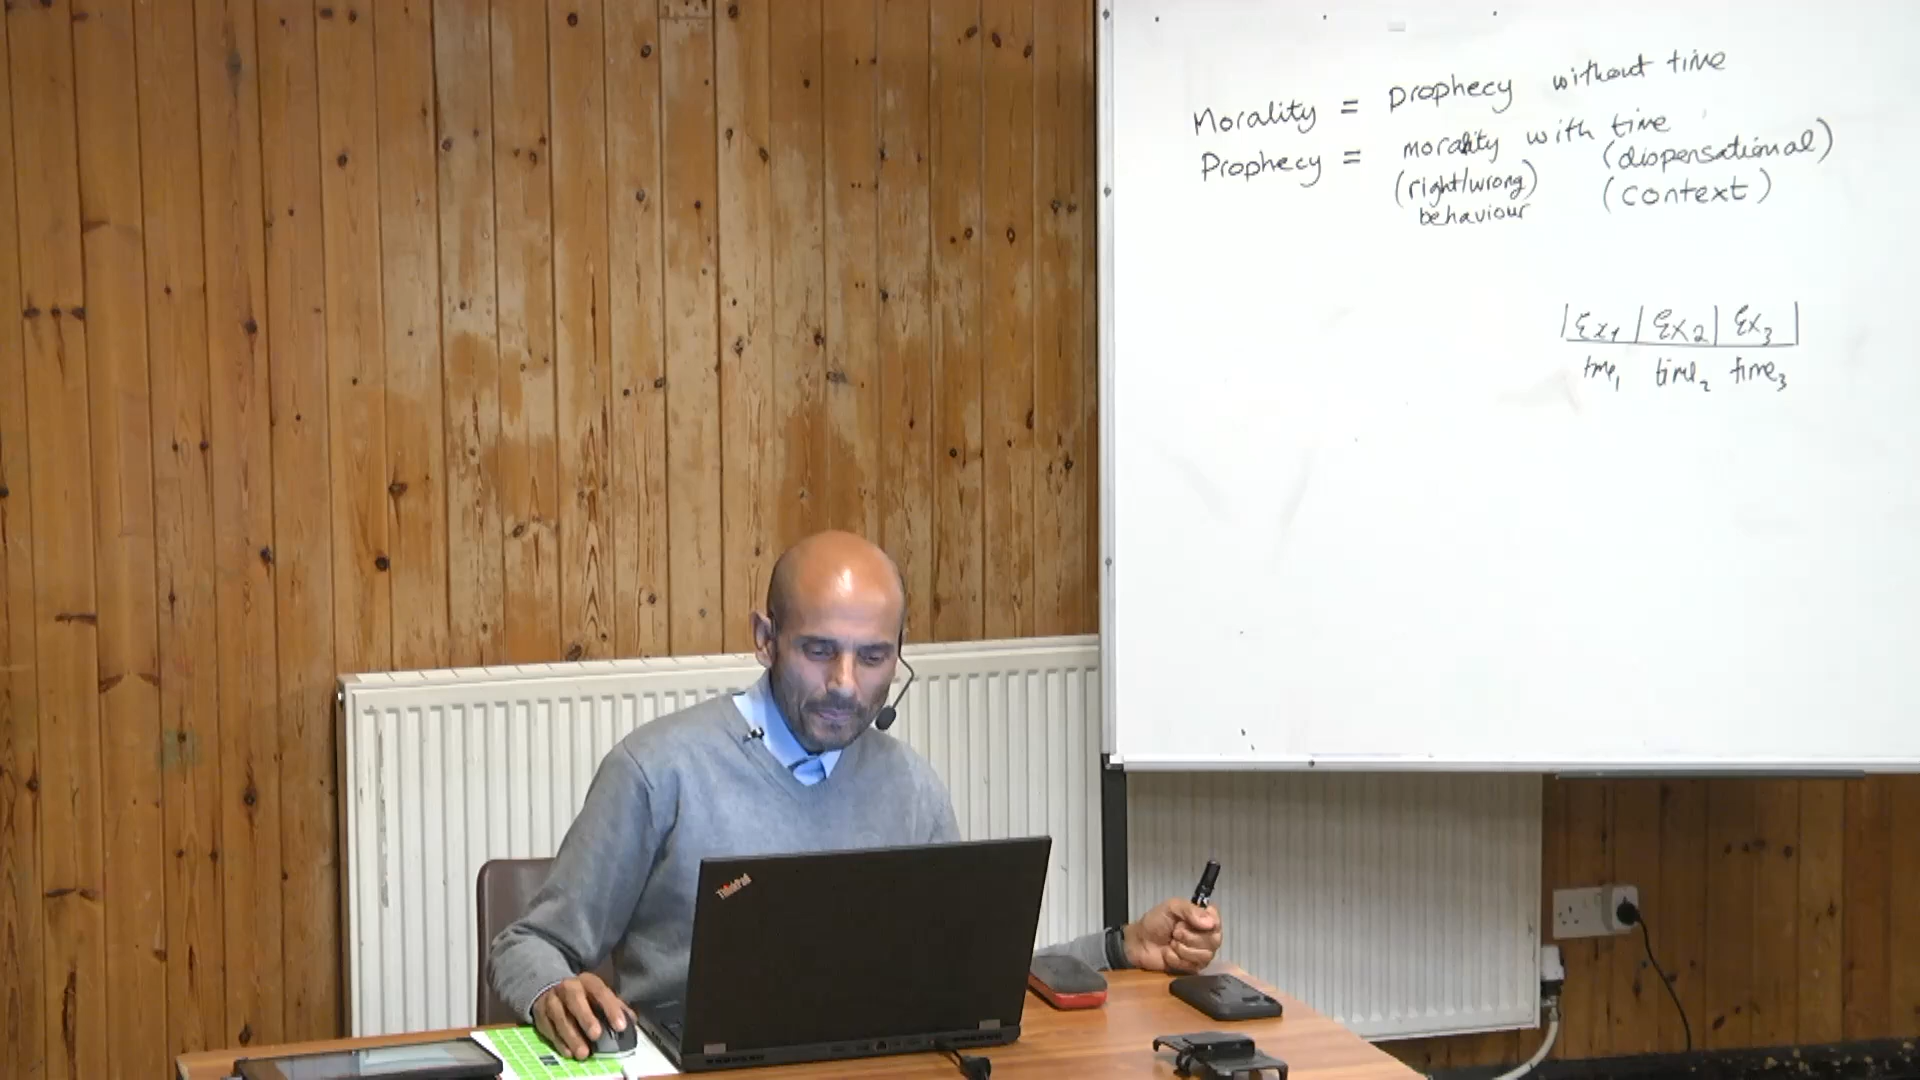 Morality = prophecy without time
Prophecy = morality with time
(right/wrong) (dispensational)
behaviour (context)
Ex1 | Ex2 | Ex3
time1 time2 time3
ThinkPad